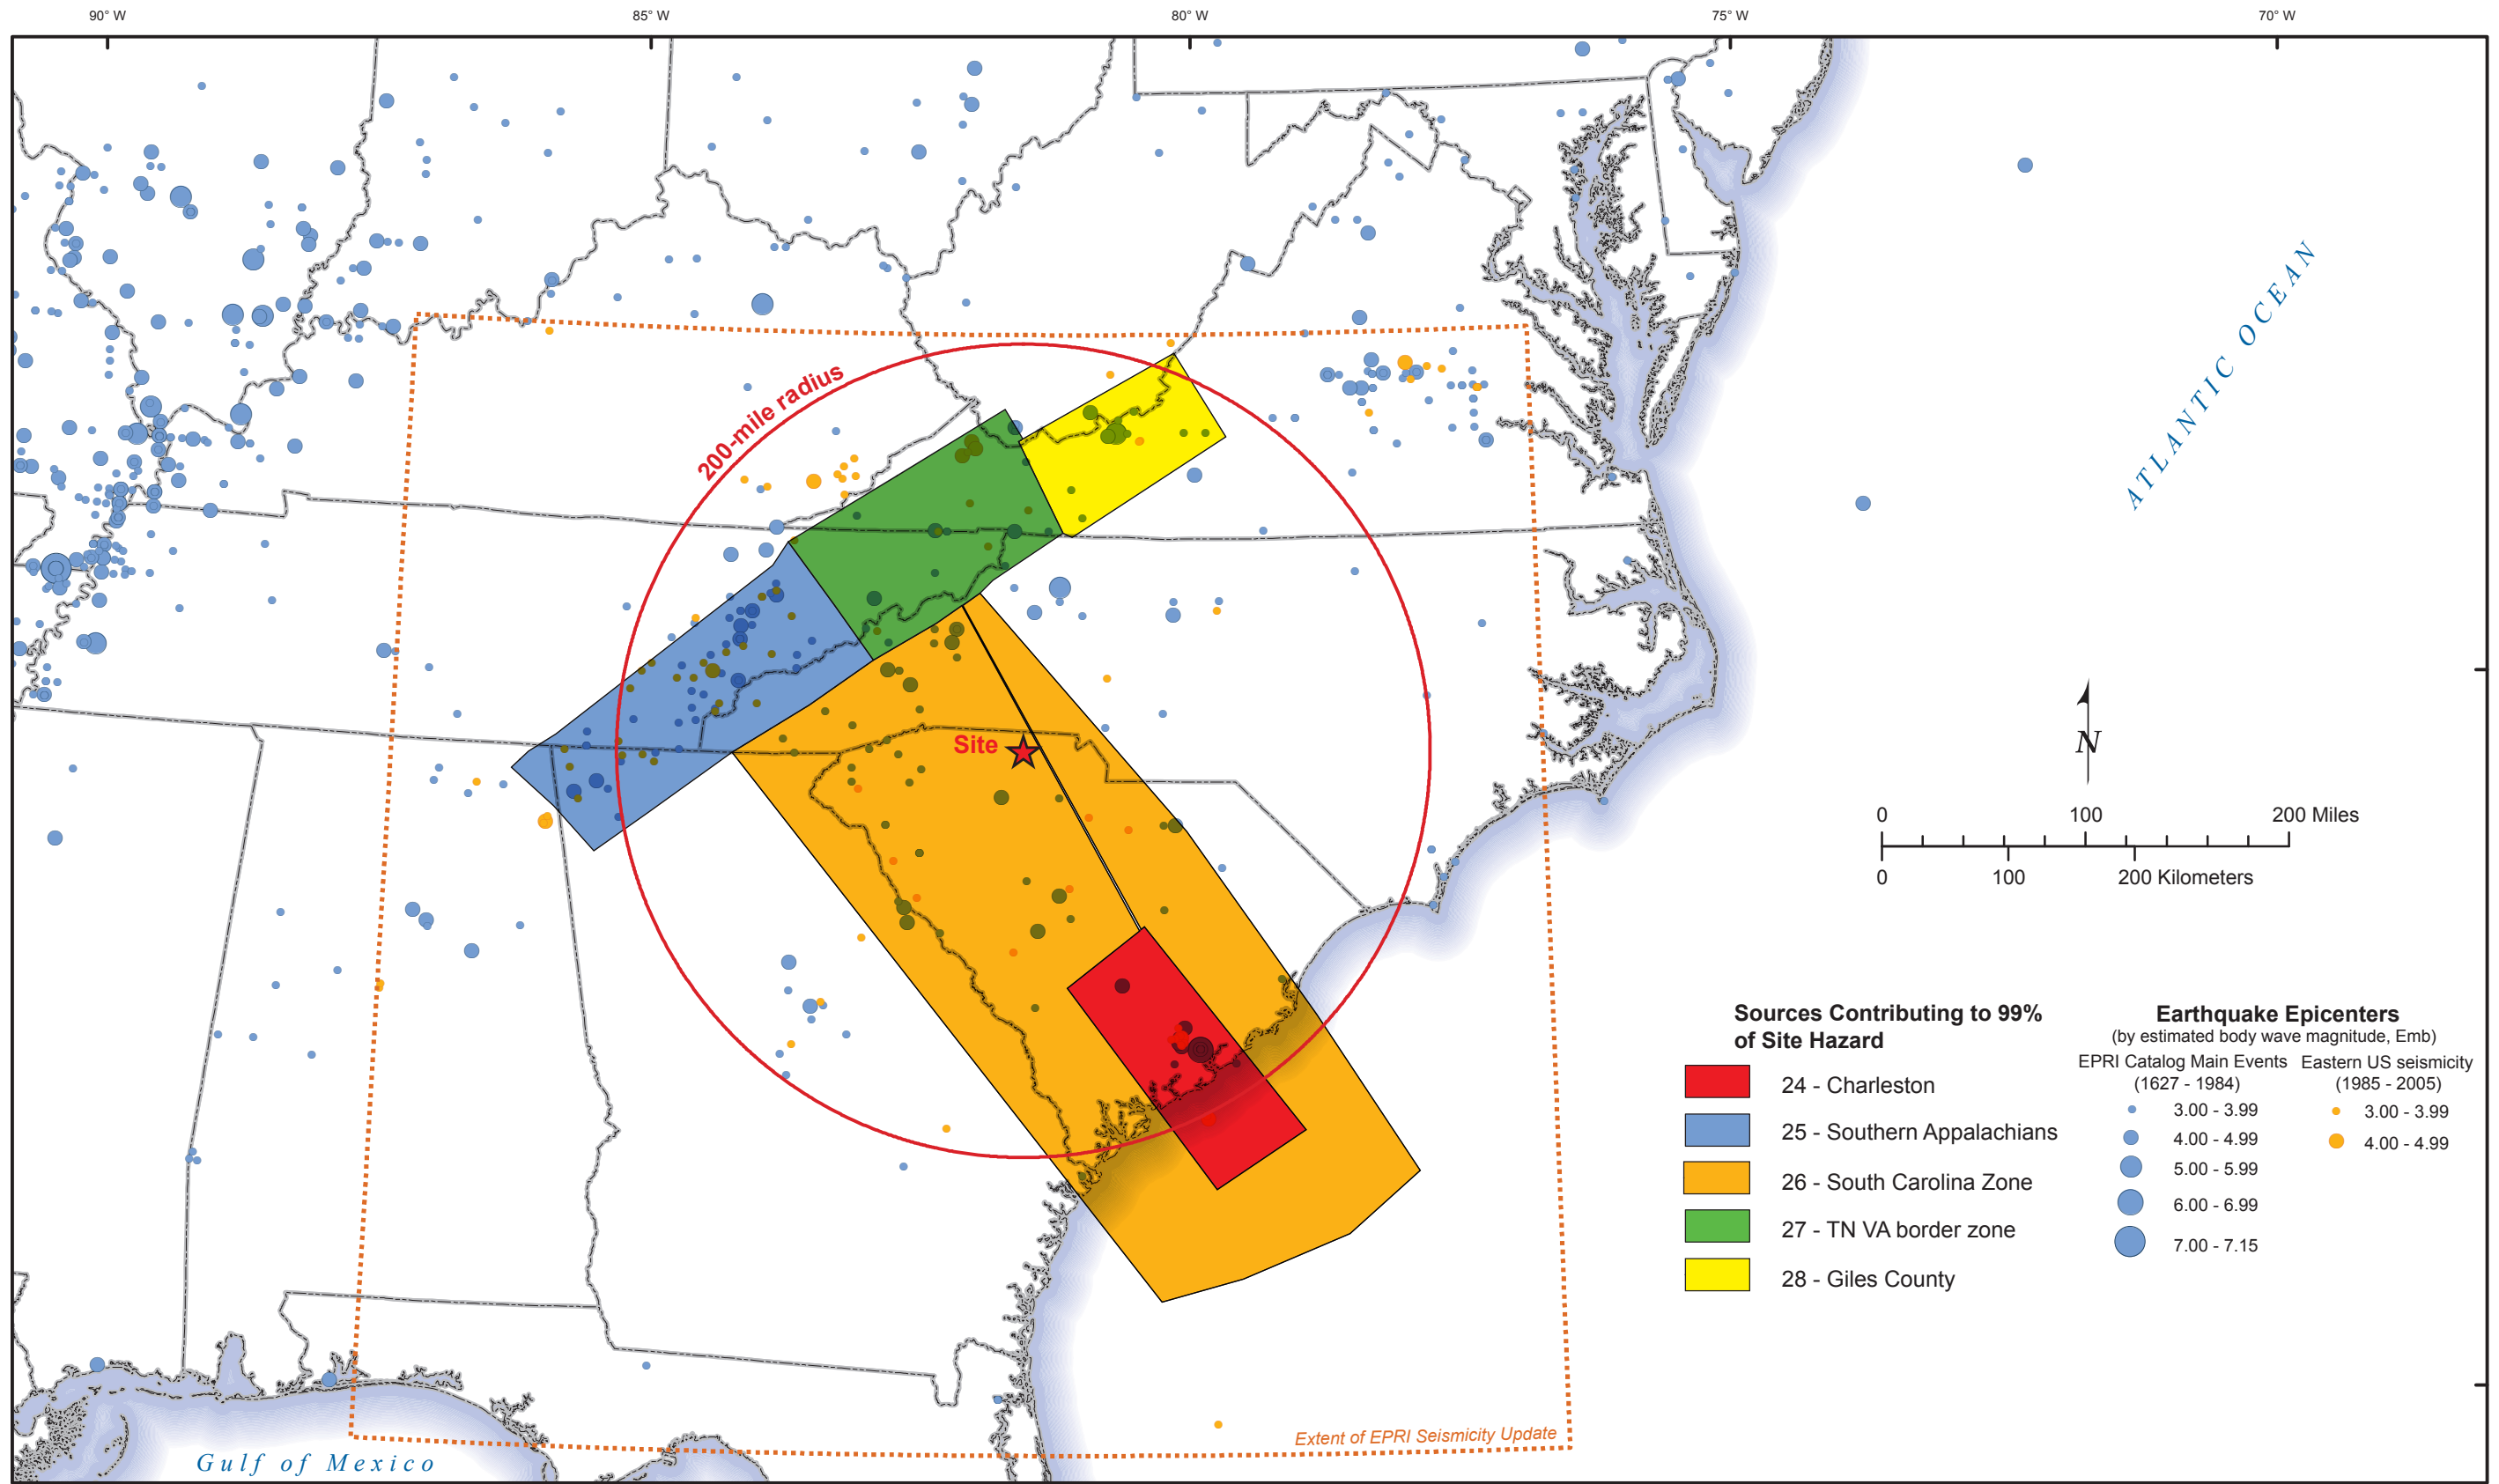 90° W
85° W
80° W
75° W
70° W
ATLANTIC OCEAN
200-mile radius
Site
N
0 100 200 Miles
0 100 200 Kilometers
Sources Contributing to 99%
of Site Hazard
24 - Charleston
25 - Southern Appalachians
26 - South Carolina Zone
27 - TN VA border zone
28 - Giles County
Earthquake Epicenters
(by estimated body wave magnitude, Emb)
EPRI Catalog Main Events
(1627 - 1984)
3.00 - 3.99
4.00 - 4.99
5.00 - 5.99
6.00 - 6.99
7.00 - 7.15
Eastern US seismicity
(1985 - 2005)
3.00 - 3.99
4.00 - 4.99
Extent of EPRI Seismicity Update
Gulf of Mexico